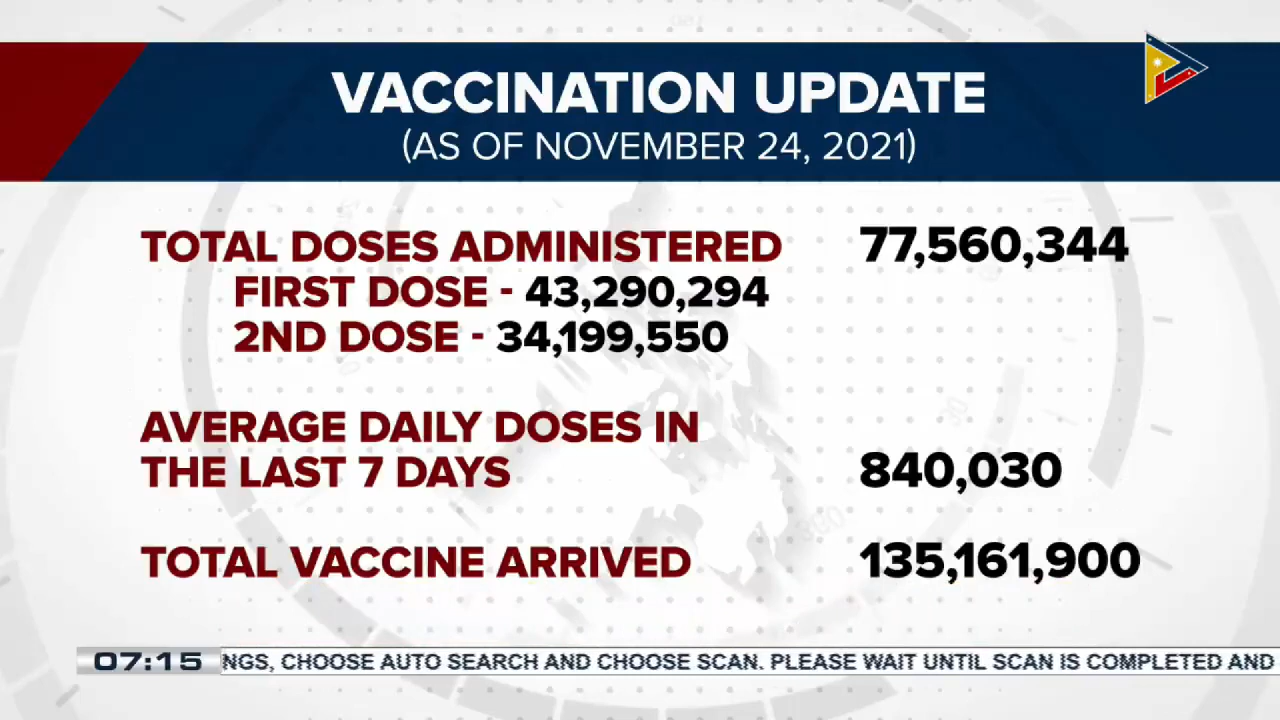 VACCINATION UPDATE
(AS OF NOVEMBER 24, 2021)
TOTAL DOSES ADMINISTERED 77,560,344
FIRST DOSE - 43,290,294
2ND DOSE - 34,199,550
AVERAGE DAILY DOSES IN
THE LAST 7 DAYS 840,030
TOTAL VACCINE ARRIVED 135,161,900
07:15 NGS, CHOOSE AUTO SEARCH AND CHOOSE SCAN. PLEASE WAIT UNTIL SCAN IS COMPLETED AND